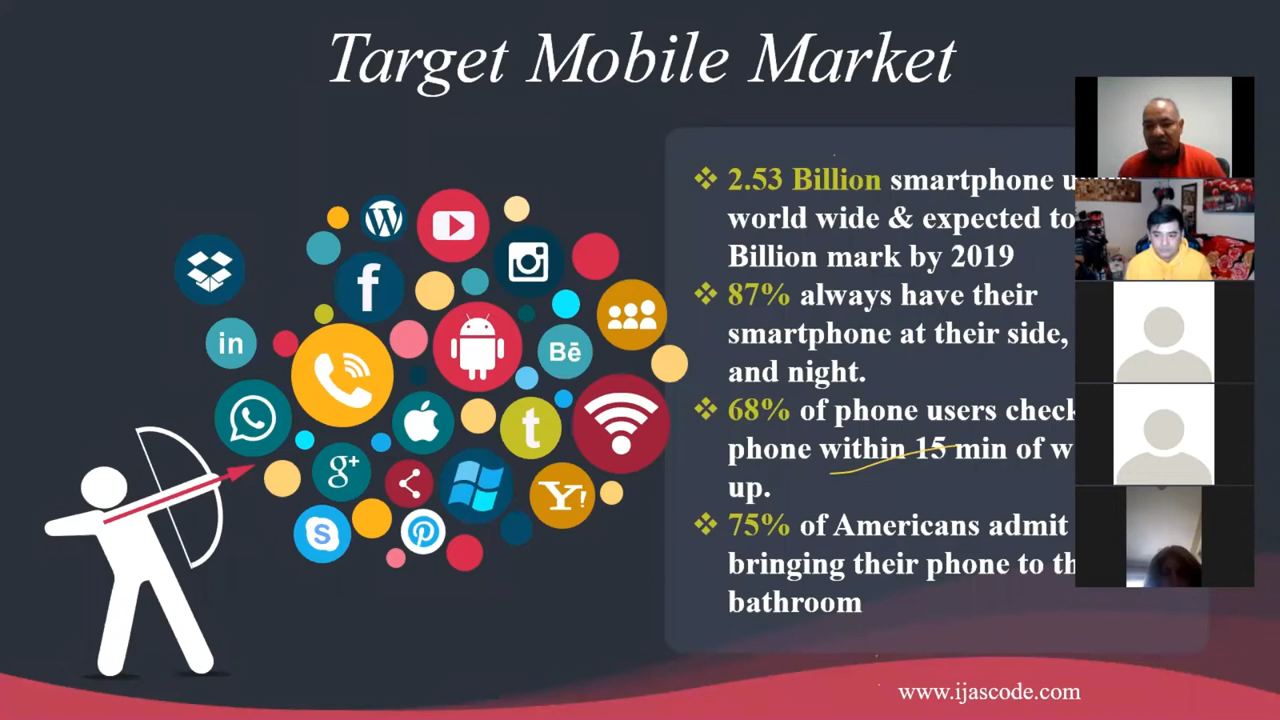 Target Mobile Market
2.53 Billion smartphone
world wide & expected to
Billion mark by 2019
87% always have their
smartphone at their side,
and night.
68% of phone users check
phone within 15 min of
up.
75% of Americans admit
bringing their phone to
bathroom
in
f
Bē
t
g+
Y!
S
www.ijascode.com